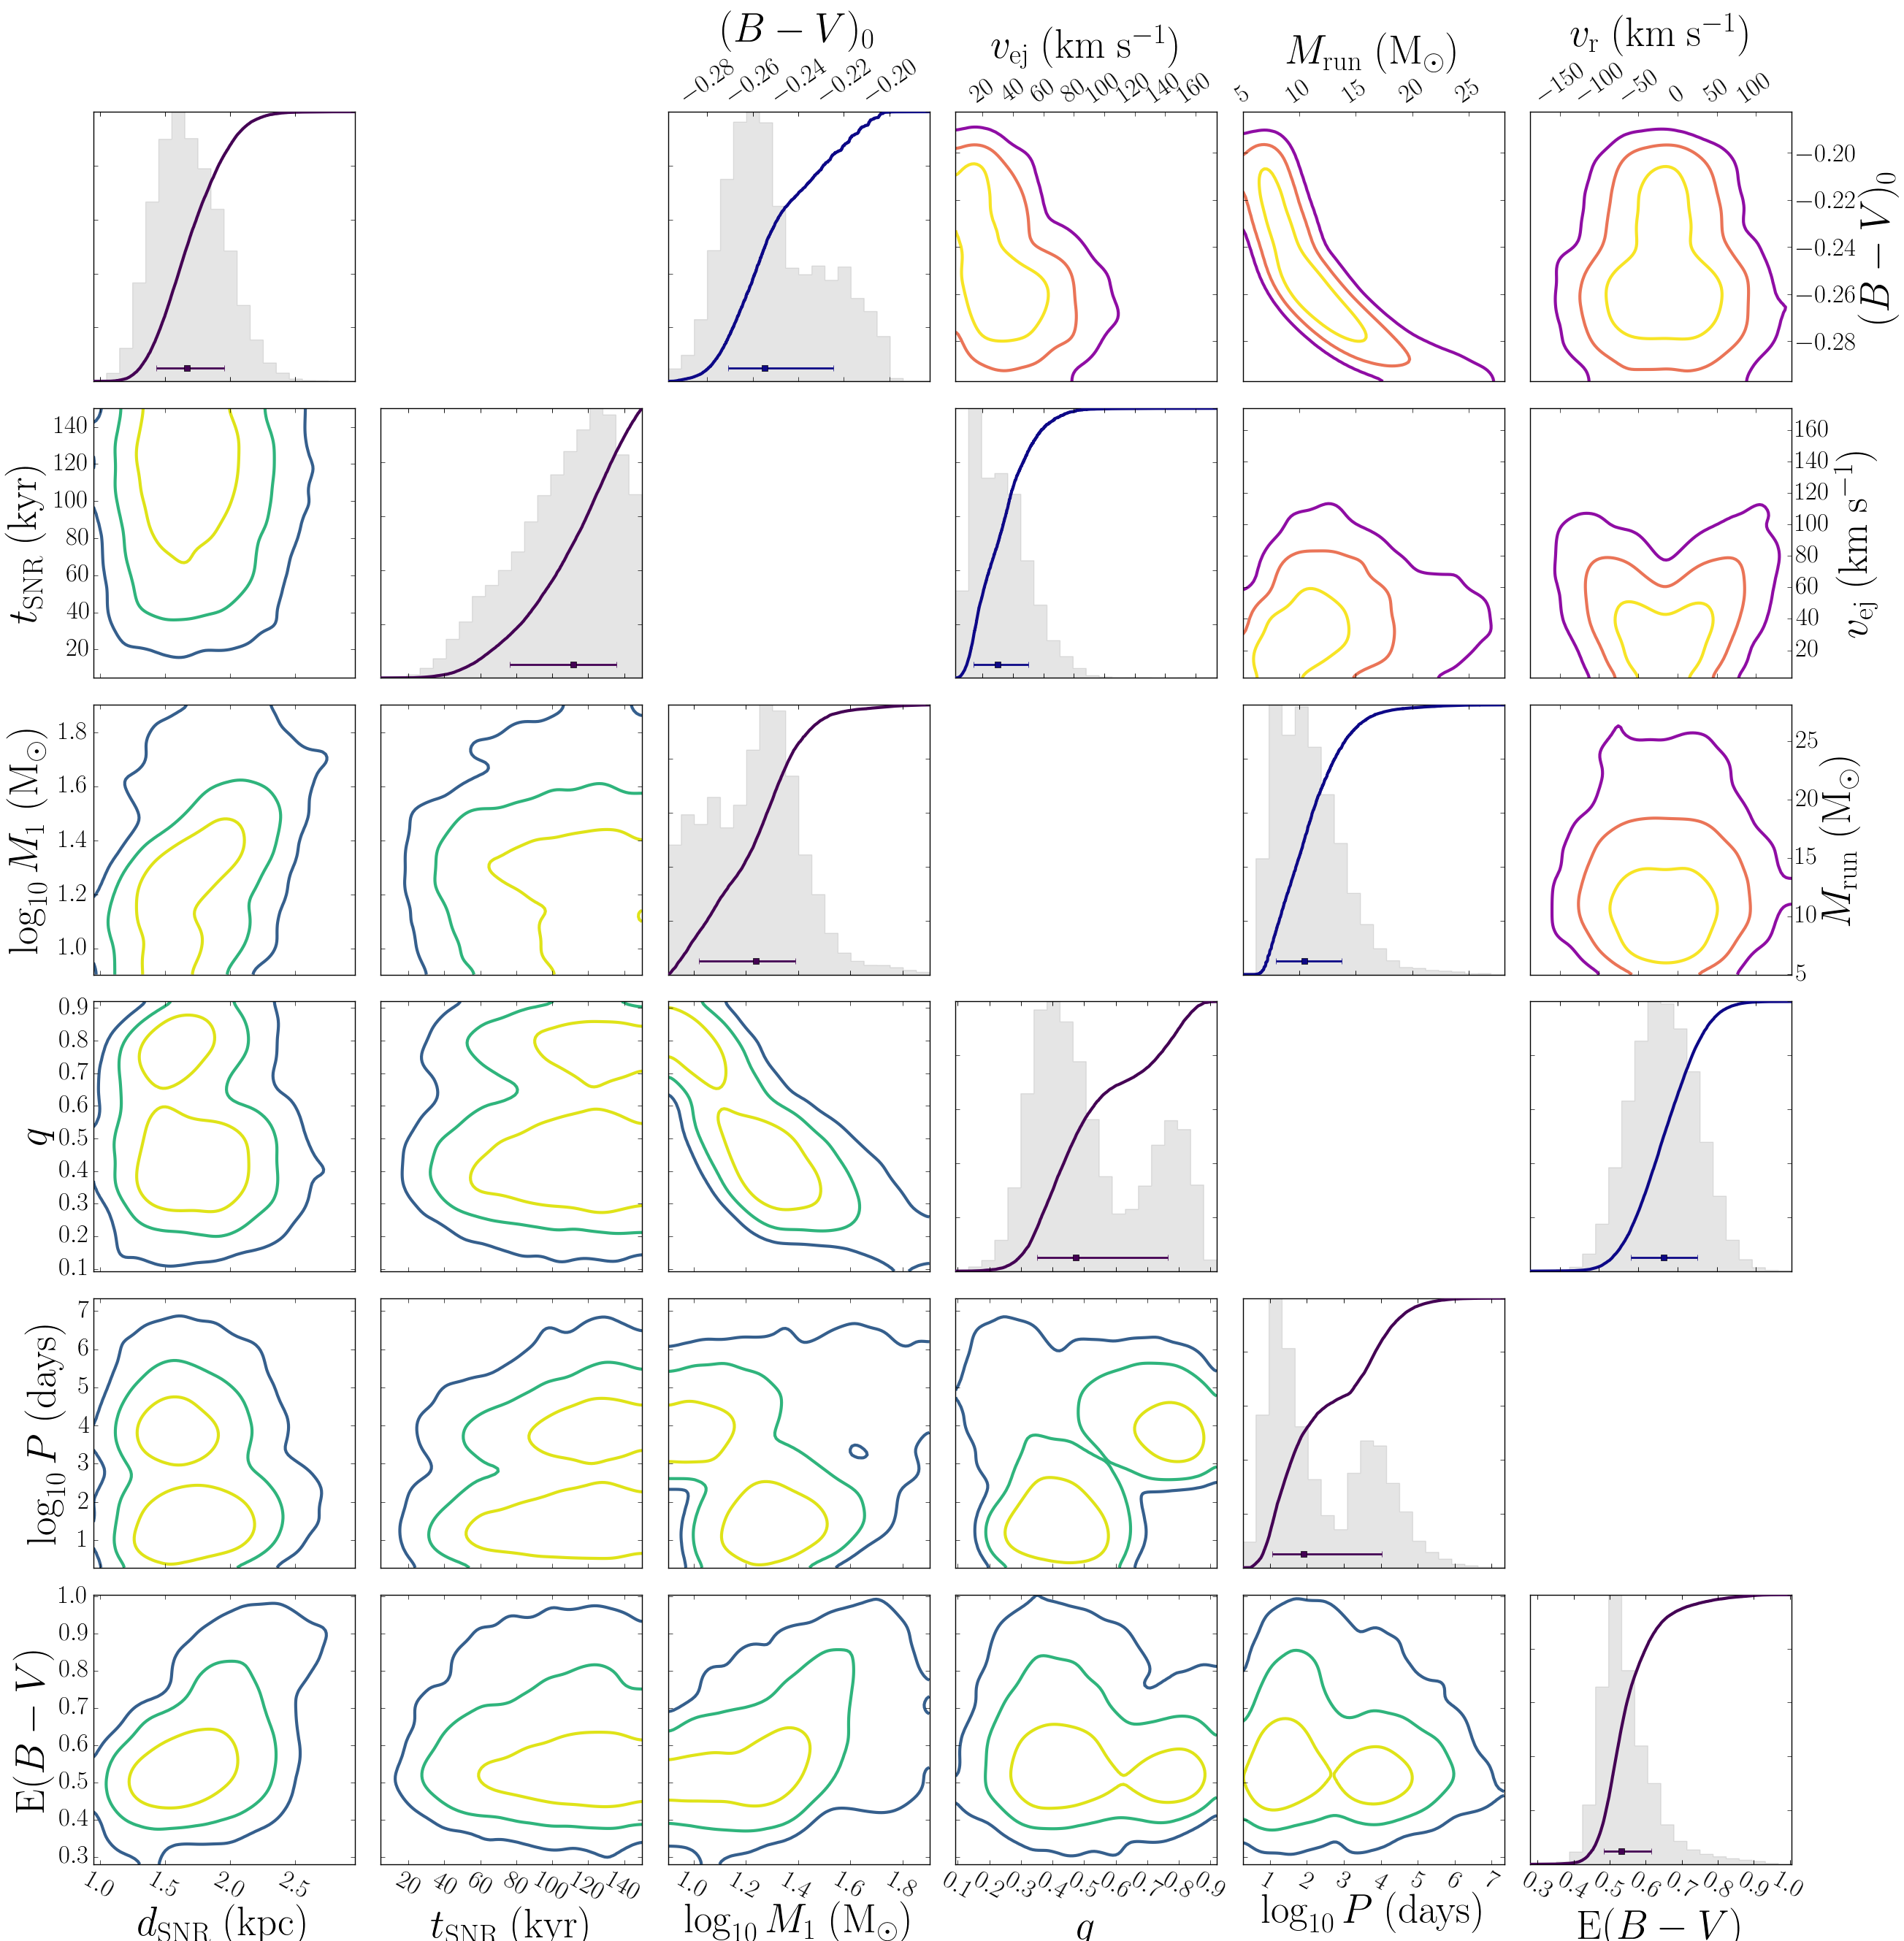 (B − V)₀
v_ej (km s⁻¹)
M_run (M☉)
v_r (km s⁻¹)
−0.28 −0.26 −0.24 −0.22 −0.20
20 40 60 80 100 120 140 160
5 10 15 20 25
−150 −100 −50 0 50 100
−0.20
−0.22
−0.24
−0.26
−0.28
(B − V)₀
t_SNR (kyr)
140
120
100
80
60
40
20
160
140
120
100
80
60
40
20
v_ej (km s⁻¹)
log₁₀ M₁ (M☉)
1.8
1.6
1.4
1.2
1.0
25
20
15
10
5
M_run (M☉)
q
0.9
0.8
0.7
0.6
0.5
0.4
0.3
0.2
0.1
log₁₀ P (days)
7
6
5
4
3
2
1
E(B − V)
1.0
0.9
0.8
0.7
0.6
0.5
0.4
0.3
1.0 1.5 2.0 2.5
20 40 60 80 100 120 140
1.2 1.4 1.6 1.8
0.1 0.2 0.3 0.4 0.5 0.6 0.7 0.8 0.9
1 2 3 4 5 6 7
0.3 0.4 0.5 0.6 0.7 0.8 0.9 1.0
d_SNR (kpc)
t_SNR (kyr)
log₁₀ M₁ (M☉)
q
log₁₀ P (days)
E(B − V)